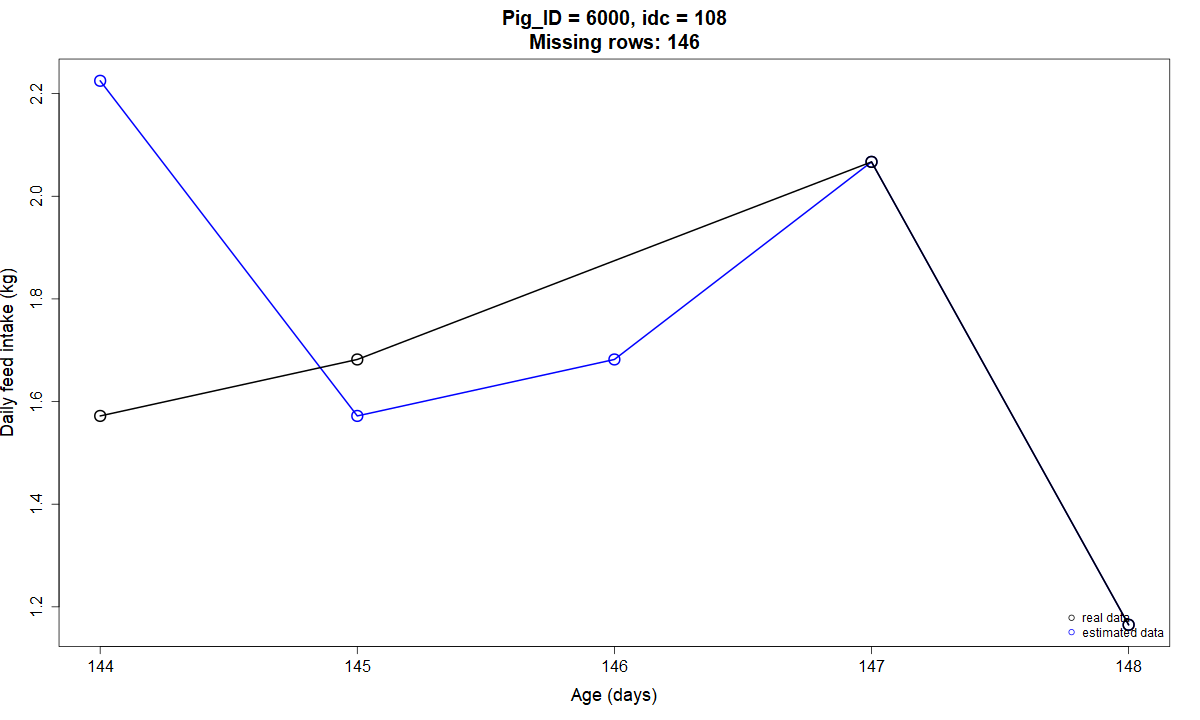 Pig_ID = 6000, idc = 108
Missing rows: 146
Daily feed intake (kg)
2.2
2.0
1.8
1.6
1.4
1.2
real data
estimated data
144 145 146 147 148
Age (days)